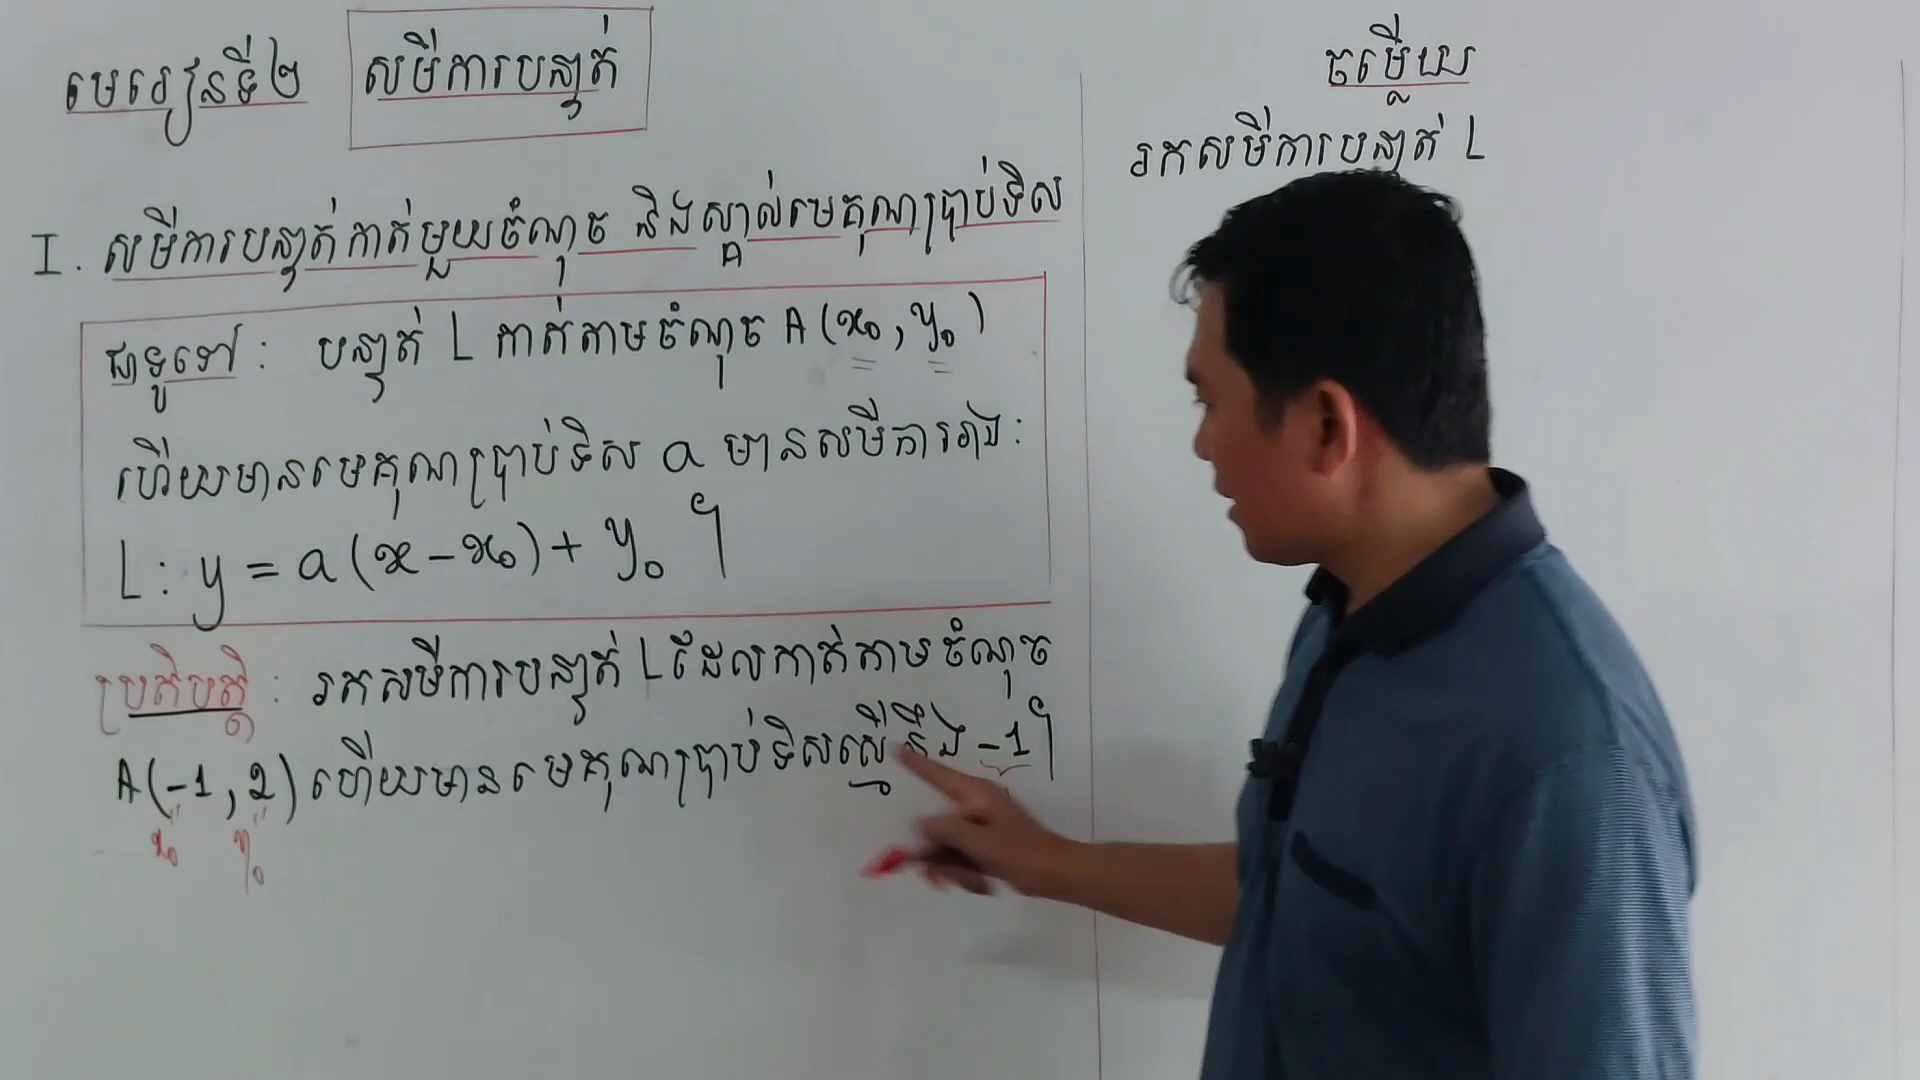 មេរៀនទី២ សមីការបន្ទាត់
I. សមីការបន្ទាត់កាត់មួយចំណុច និងស្គាល់មេគុណប្រាប់ទិស
ជាទូទៅ : បន្ទាត់ L កាត់តាមចំណុច A(x₀, y₀)
ហើយមានមេគុណប្រាប់ទិស a មានសមីការរាង:
L: y = a(x - x₀) + y₀ ។
ប្រតិបត្តិ : រកសមីការបន្ទាត់ L ដែលកាត់តាមចំណុច
A(-1, 2) ហើយមានមេគុណប្រាប់ទិសស្មើនឹង -1 ។
x₀ y₀
ចម្លើយ
រកសមីការបន្ទាត់ L